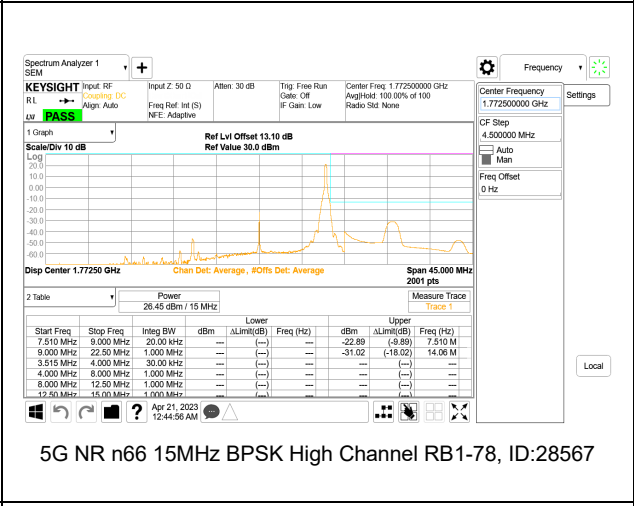 Spectrum Analyzer 1
SEM
+
Frequency
KEYSIGHT Input: RF Input Z: 50 Ω Atten: 30 dB Trig: Free Run Center Freq: 1.772500000 GHz
Coupling: DC Gate: Off Avg|Hold: 100.00% of 100
RL Align: Auto Freq Ref: Int (S) IF Gain: Low Radio Std: None
LXI PASS NFE: Adaptive
Center Frequency
1.772500000 GHz
Settings
CF Step
4.500000 MHz
Auto
Man
Freq Offset
0 Hz
1 Graph
Ref Lvl Offset 13.10 dB
Scale/Div 10 dB Ref Value 30.0 dBm
Log
20.0
10.0
0.00
-10.0
-20.0
-30.0
-40.0
-50.0
-60.0
Disp Center 1.77250 GHz Chan Det: Average, #Offs Det: Average Span 45.000 MHz
2001 pts
2 Table Power Measure Trace
26.45 dBm / 15 MHz Trace 1
Lower Upper
Start Freq Stop Freq Integ BW dBm ΔLimit(dB) Freq (Hz) dBm ΔLimit(dB) Freq (Hz)
7.510 MHz 9.000 MHz 20.00 kHz --- (---) --- -22.89 (-9.89) 7.510 M
9.000 MHz 22.50 MHz 1.000 MHz --- (---) --- -31.02 (-18.02) 14.06 M
3.515 MHz 4.000 MHz 30.00 kHz --- (---) --- --- (---) ---
4.000 MHz 8.000 MHz 1.000 MHz --- (---) --- --- (---) ---
8.000 MHz 12.50 MHz 1.000 MHz --- (---) --- --- (---) ---
12.50 MHz 15.00 MHz 1.000 MHz --- (---) --- --- (---) ---
Local
? Apr 21, 2023
12:44:56 AM
5G NR n66 15MHz BPSK High Channel RB1-78, ID:28567